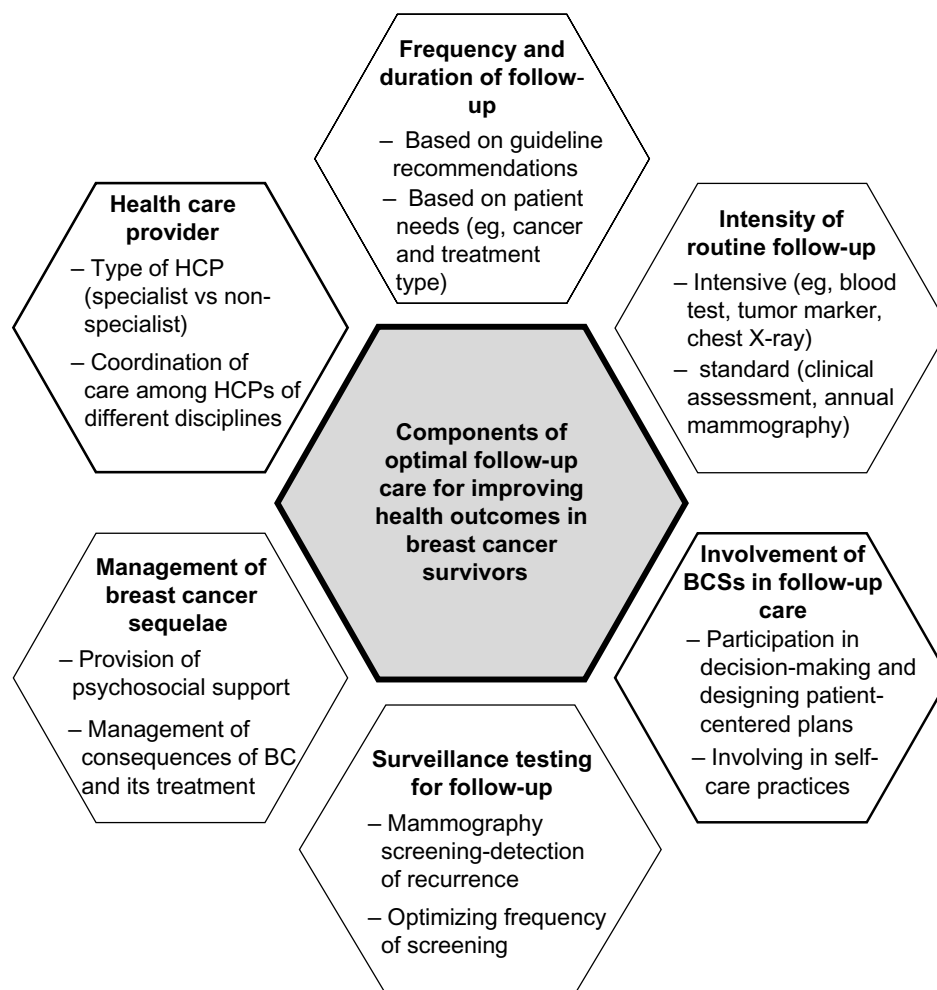 Frequency and
duration of follow-
up
– Based on guideline
recommendations
– Based on patient
needs (eg, cancer
and treatment
type)
Health care
provider
– Type of HCP
(specialist vs non-
specialist)
– Coordination of
care among HCPs of
different disciplines
Intensity of
routine follow-up
– Intensive (eg, blood
test, tumor marker,
chest X-ray)
– standard (clinical
assessment, annual
mammography)
Components of
optimal follow-up
care for improving
health outcomes in
breast cancer
survivors
Management of
breast cancer
sequelae
– Provision of
psychosocial support
– Management of
consequences of BC
and its treatment
Involvement of
BCSs in follow-up
care
– Participation in
decision-making and
designing patient-
centered plans
– Involving in self-
care practices
Surveillance testing
for follow-up
– Mammography
screening-detection
of recurrence
– Optimizing frequency
of screening